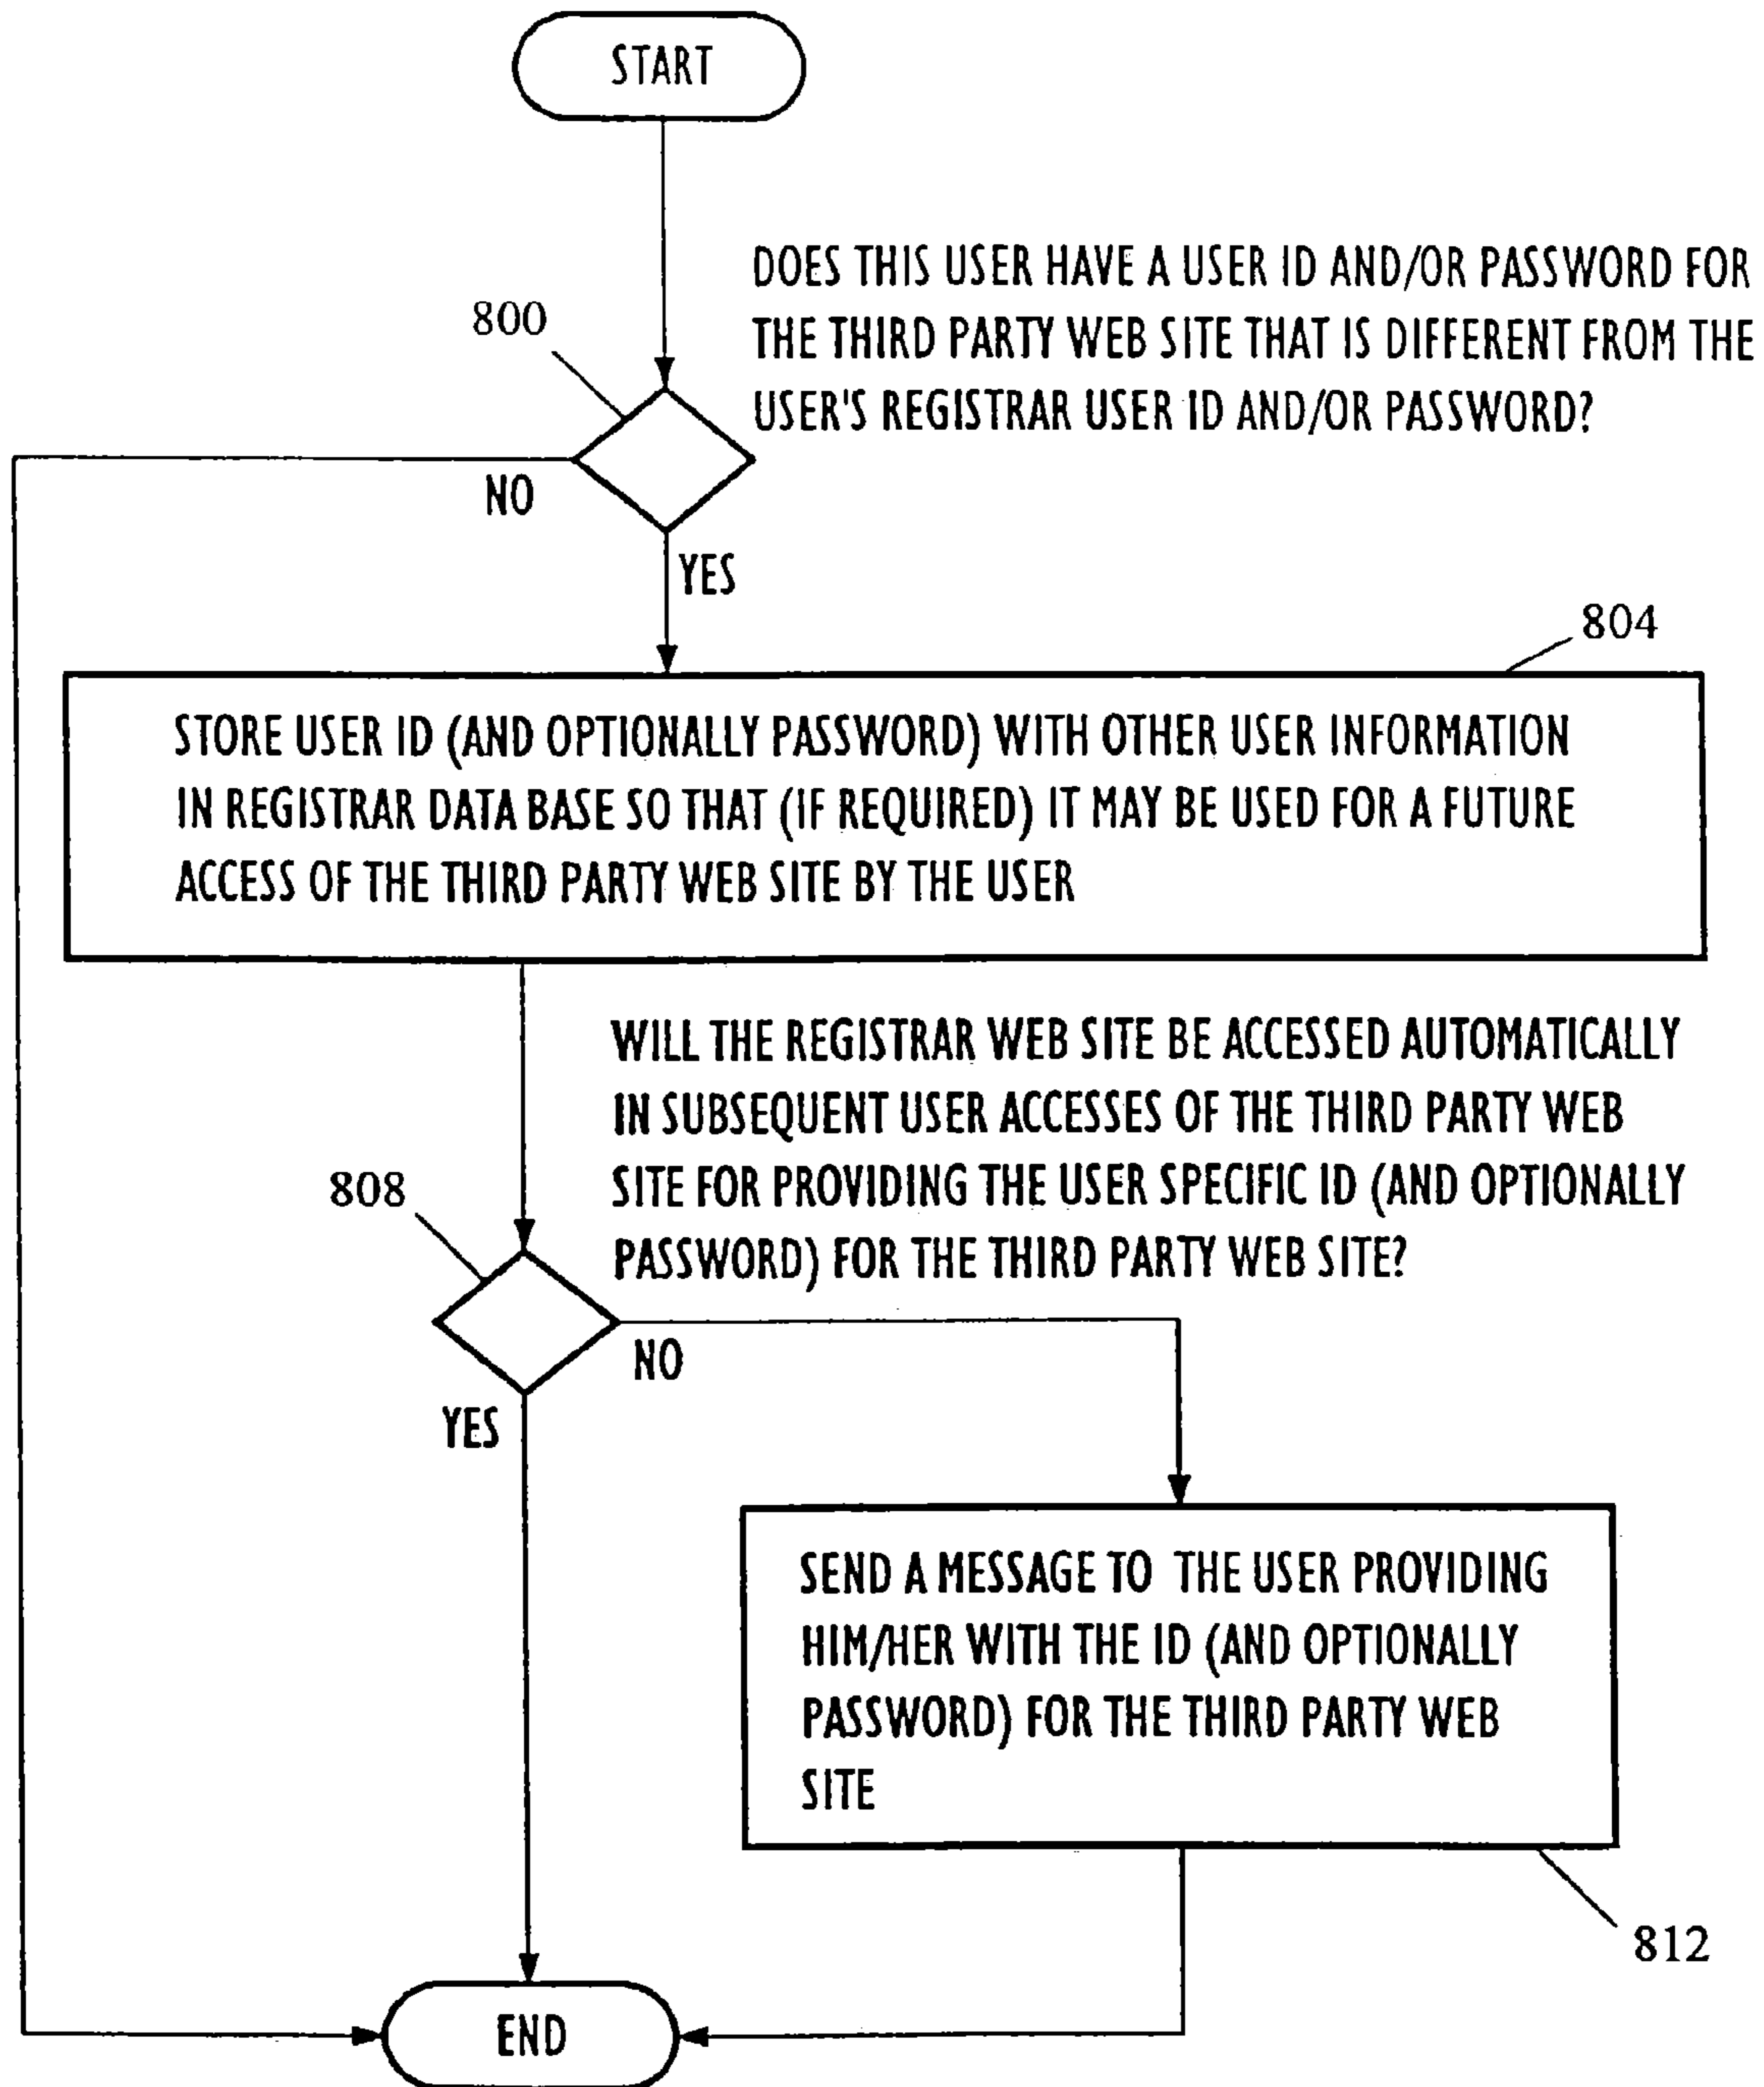 START
DOES THIS USER HAVE A USER ID AND/OR PASSWORD FOR
THE THIRD PARTY WEB SITE THAT IS DIFFERENT FROM THE
USER'S REGISTRAR USER ID AND/OR PASSWORD?
800
NO
YES
804
STORE USER ID (AND OPTIONALLY PASSWORD) WITH OTHER USER INFORMATION
IN REGISTRAR DATA BASE SO THAT (IF REQUIRED) IT MAY BE USED FOR A FUTURE
ACCESS OF THE THIRD PARTY WEB SITE BY THE USER
WILL THE REGISTRAR WEB SITE BE ACCESSED AUTOMATICALLY
IN SUBSEQUENT USER ACCESSES OF THE THIRD PARTY WEB
SITE FOR PROVIDING THE USER SPECIFIC ID (AND OPTIONALLY
PASSWORD) FOR THE THIRD PARTY WEB SITE?
808
NO
YES
SEND A MESSAGE TO THE USER PROVIDING
HIM/HER WITH THE ID (AND OPTIONALLY
PASSWORD) FOR THE THIRD PARTY WEB
SITE
812
END